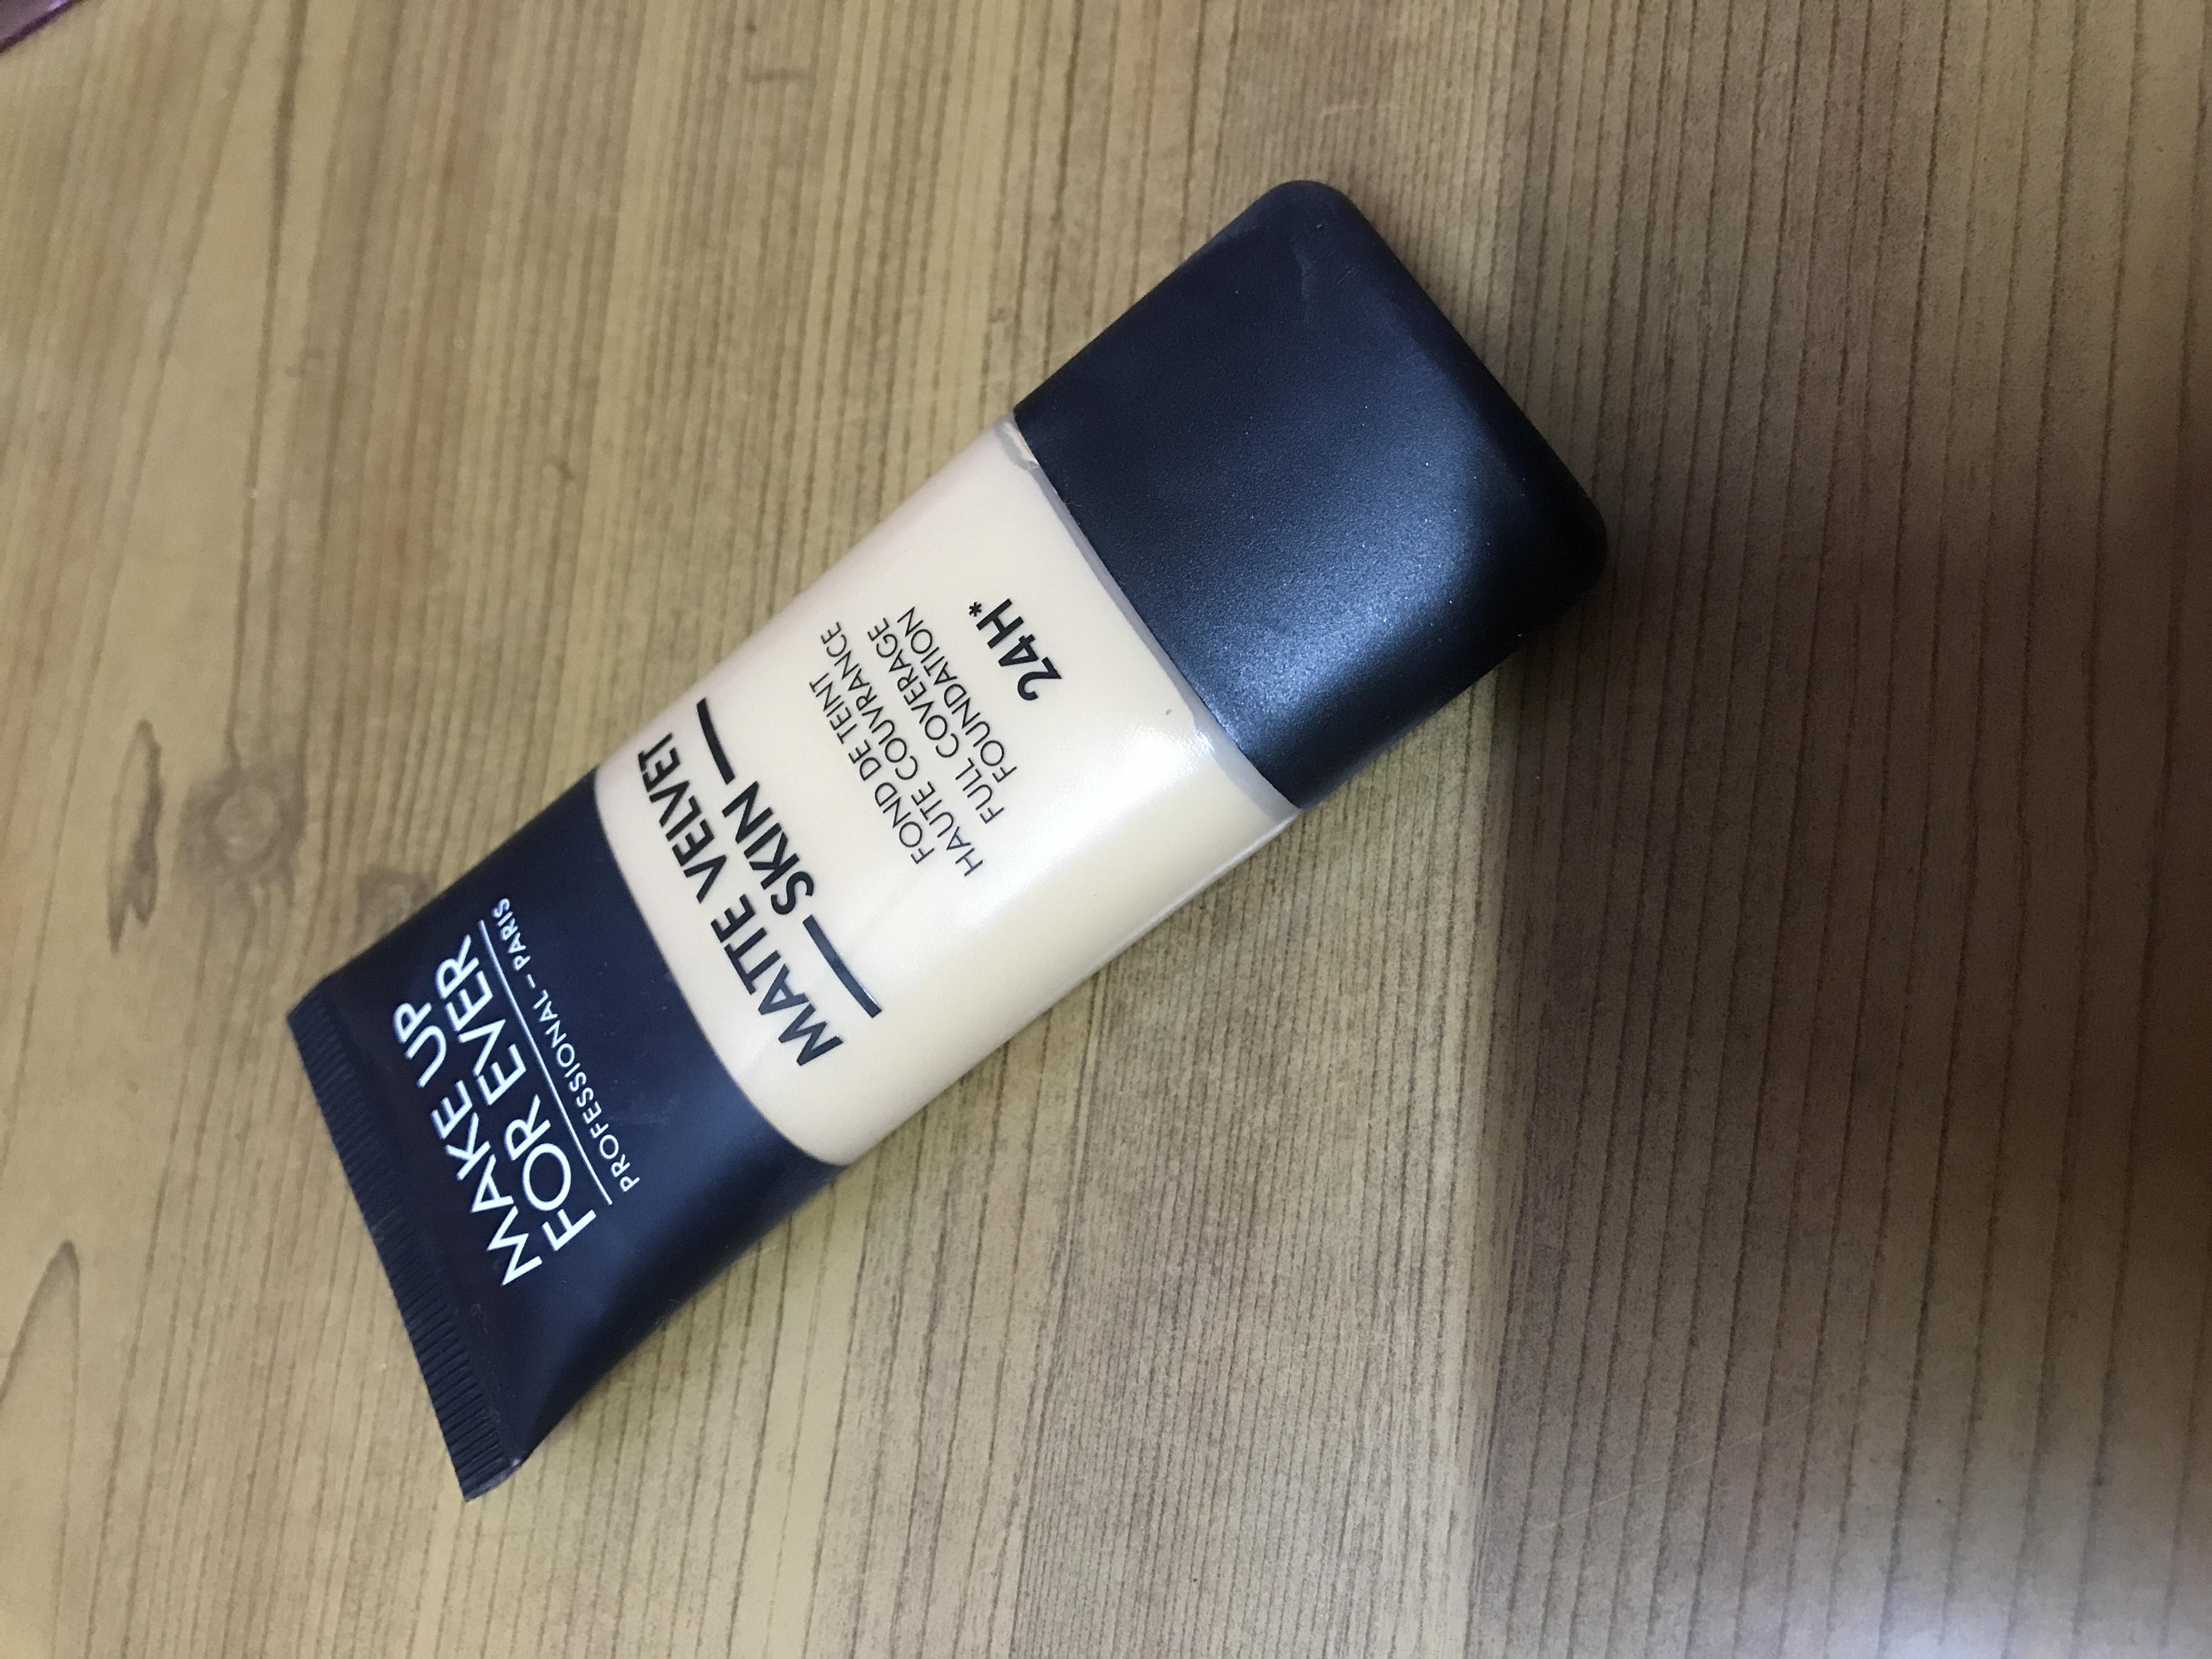 MAKE UP
FOR EVER
PROFESSIONAL – PARIS
MATTE VELVET
SKIN
FOND DE TEINT
HAUTE COUVRANCE
FULL COVERAGE
FOUNDATION
24H*